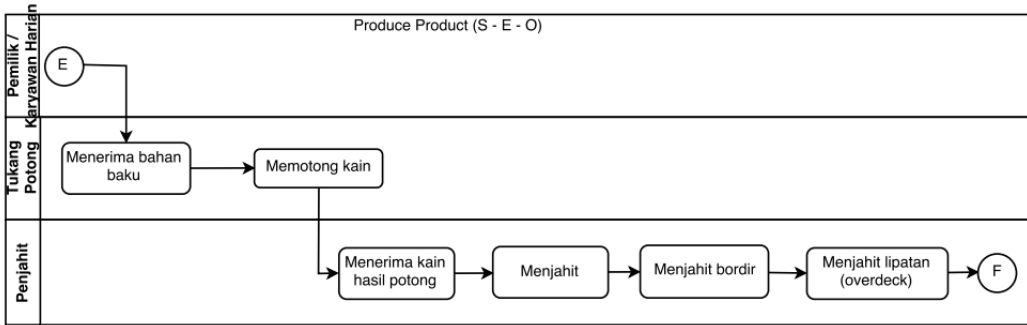 Produce Product (S - E - O)
Pemilik /
Karyawan Harian
E
Tukang
Potong
Menerima bahan
baku
Memotong kain
Penjahit
Menerima kain
hasil potong
Menjahit
Menjahit bordir
Menjahit lipatan
(overdeck)
F